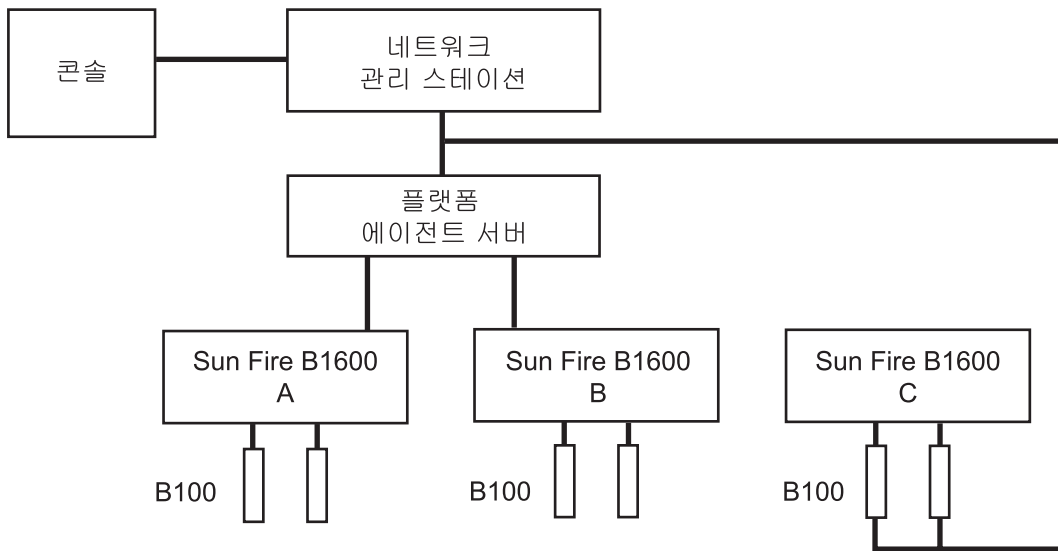 콘솔
네트워크
관리 스테이션
플랫폼
에이전트 서버
Sun Fire B1600
A
Sun Fire B1600
B
Sun Fire B1600
C
B100
B100
B100